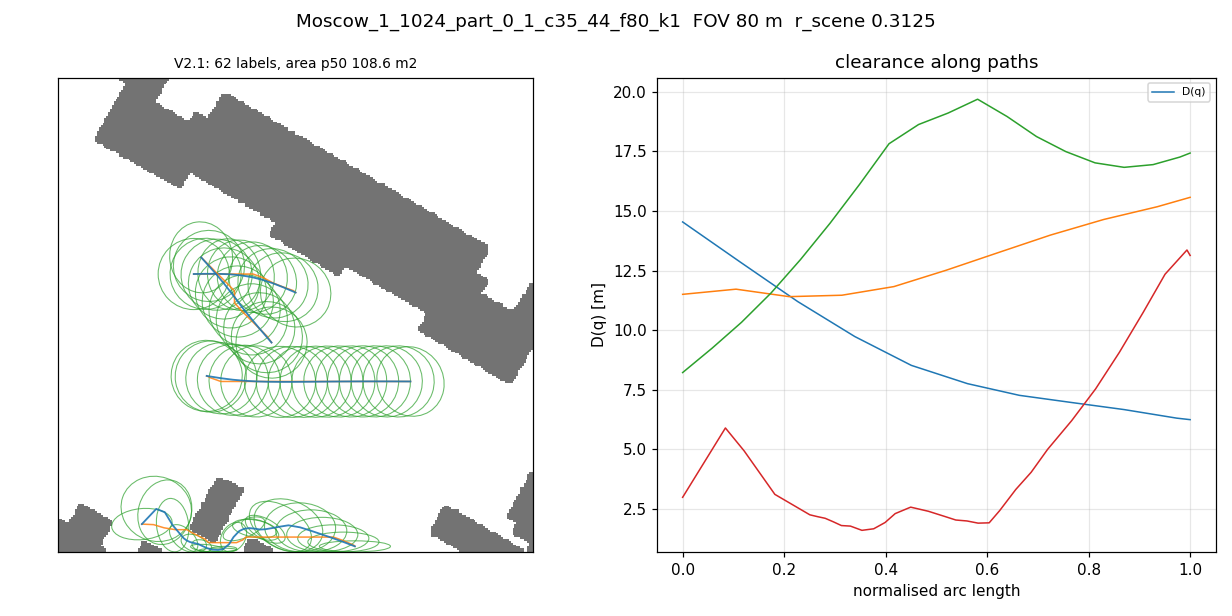 Moscow_1_1024_part_0_1_c35_44_f80_k1  FOV 80 m  r_scene 0.3125
V2.1: 62 labels, area p50 108.6 m2
clearance along paths
D(q)
20.0
17.5
15.0
12.5
10.0
7.5
5.0
2.5
D(q) [m]
0.0 0.2 0.4 0.6 0.8 1.0
normalised arc length